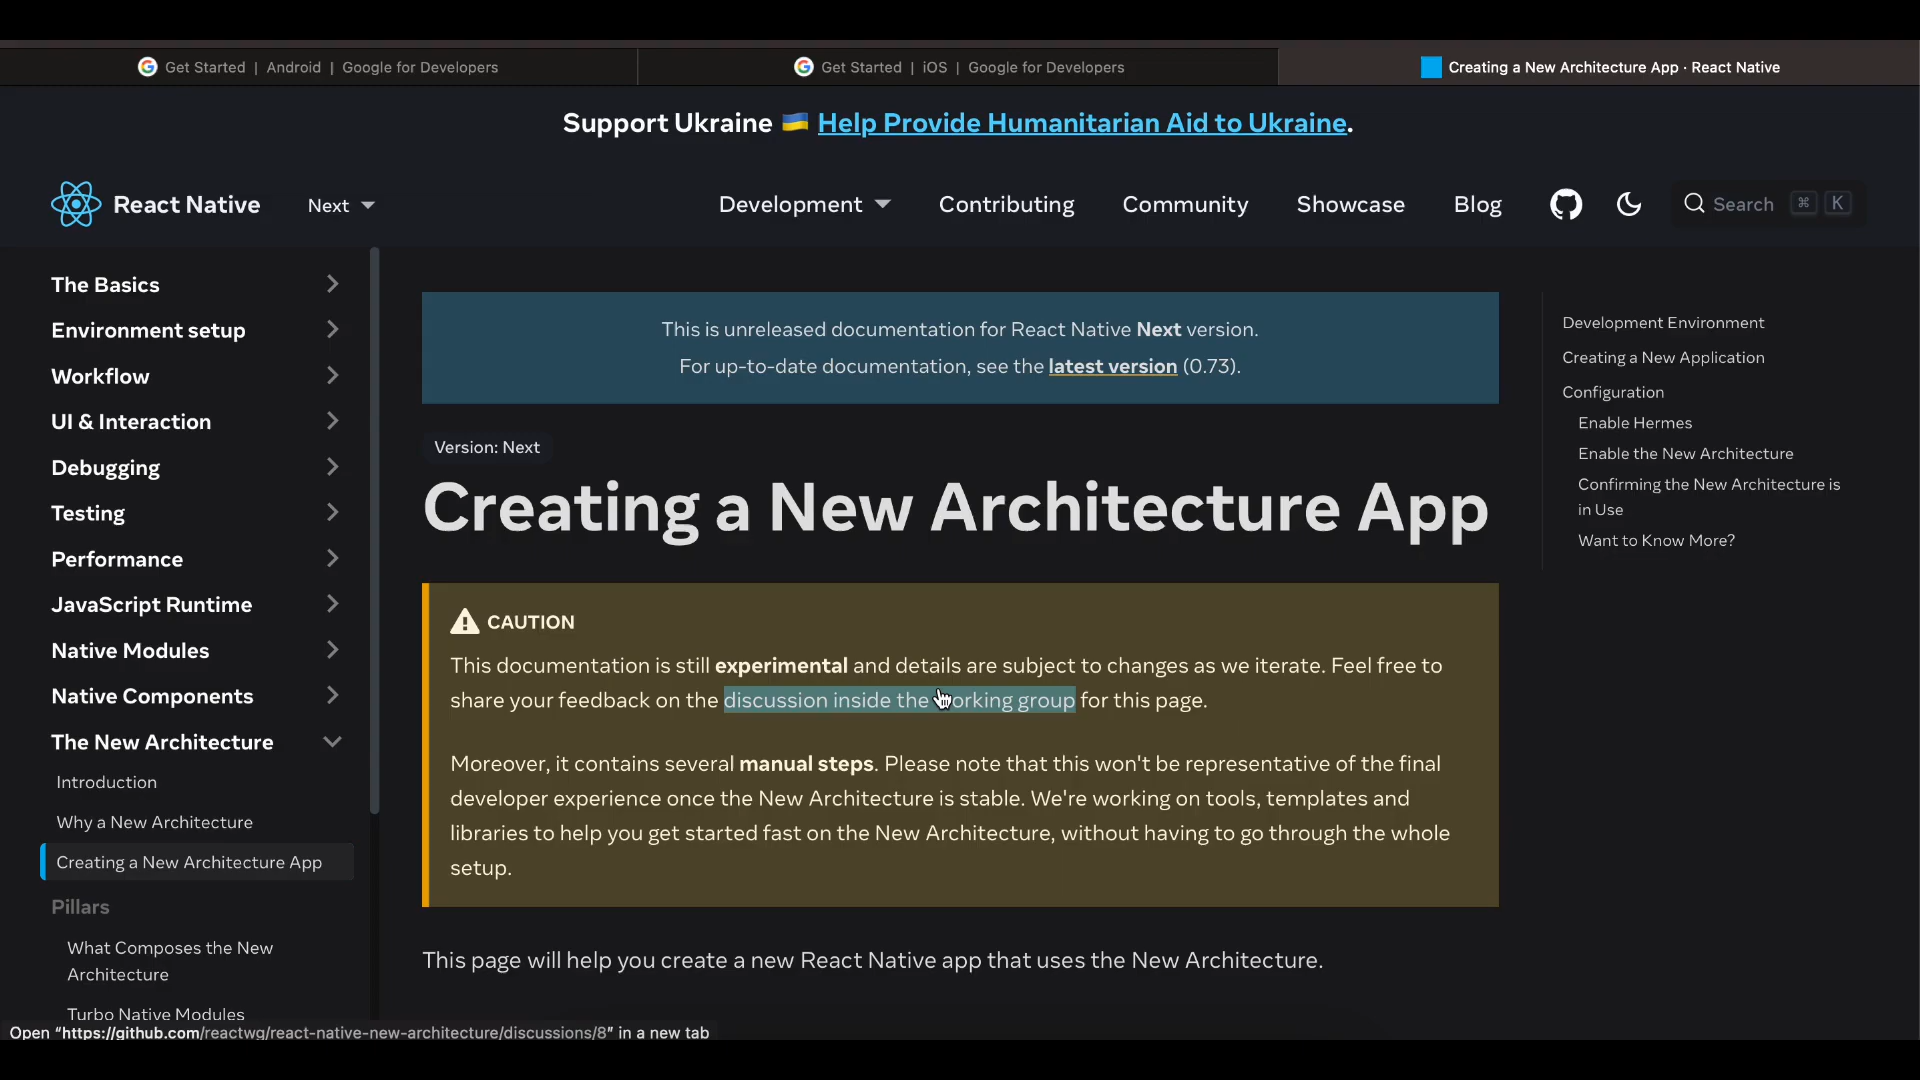 Get Started | Android | Google for Developers
Get Started | iOS | Google for Developers
Creating a New Architecture App · React Native
Support Ukraine 🇺🇦 Help Provide Humanitarian Aid to Ukraine.
React Native
Next
Development
Contributing
Community
Showcase
Blog
Search ⌘ K
The Basics
Environment setup
Workflow
UI & Interaction
Debugging
Testing
Performance
JavaScript Runtime
Native Modules
Native Components
The New Architecture
Introduction
Why a New Architecture
Creating a New Architecture App
Pillars
What Composes the New
Architecture
Turbo Native Modules
This is unreleased documentation for React Native Next version.
For up-to-date documentation, see the latest version (0.73).
Version: Next
Creating a New Architecture App
CAUTION
This documentation is still experimental and details are subject to changes as we iterate. Feel free to
share your feedback on the discussion inside the working group for this page.
Moreover, it contains several manual steps. Please note that this won't be representative of the final
developer experience once the New Architecture is stable. We're working on tools, templates and
libraries to help you get started fast on the New Architecture, without having to go through the whole
setup.
This page will help you create a new React Native app that uses the New Architecture.
Development Environment
Creating a New Application
Configuration
Enable Hermes
Enable the New Architecture
Confirming the New Architecture is
in Use
Want to Know More?
Open "https://github.com/reactwg/react-native-new-architecture/discussions/8" in a new tab